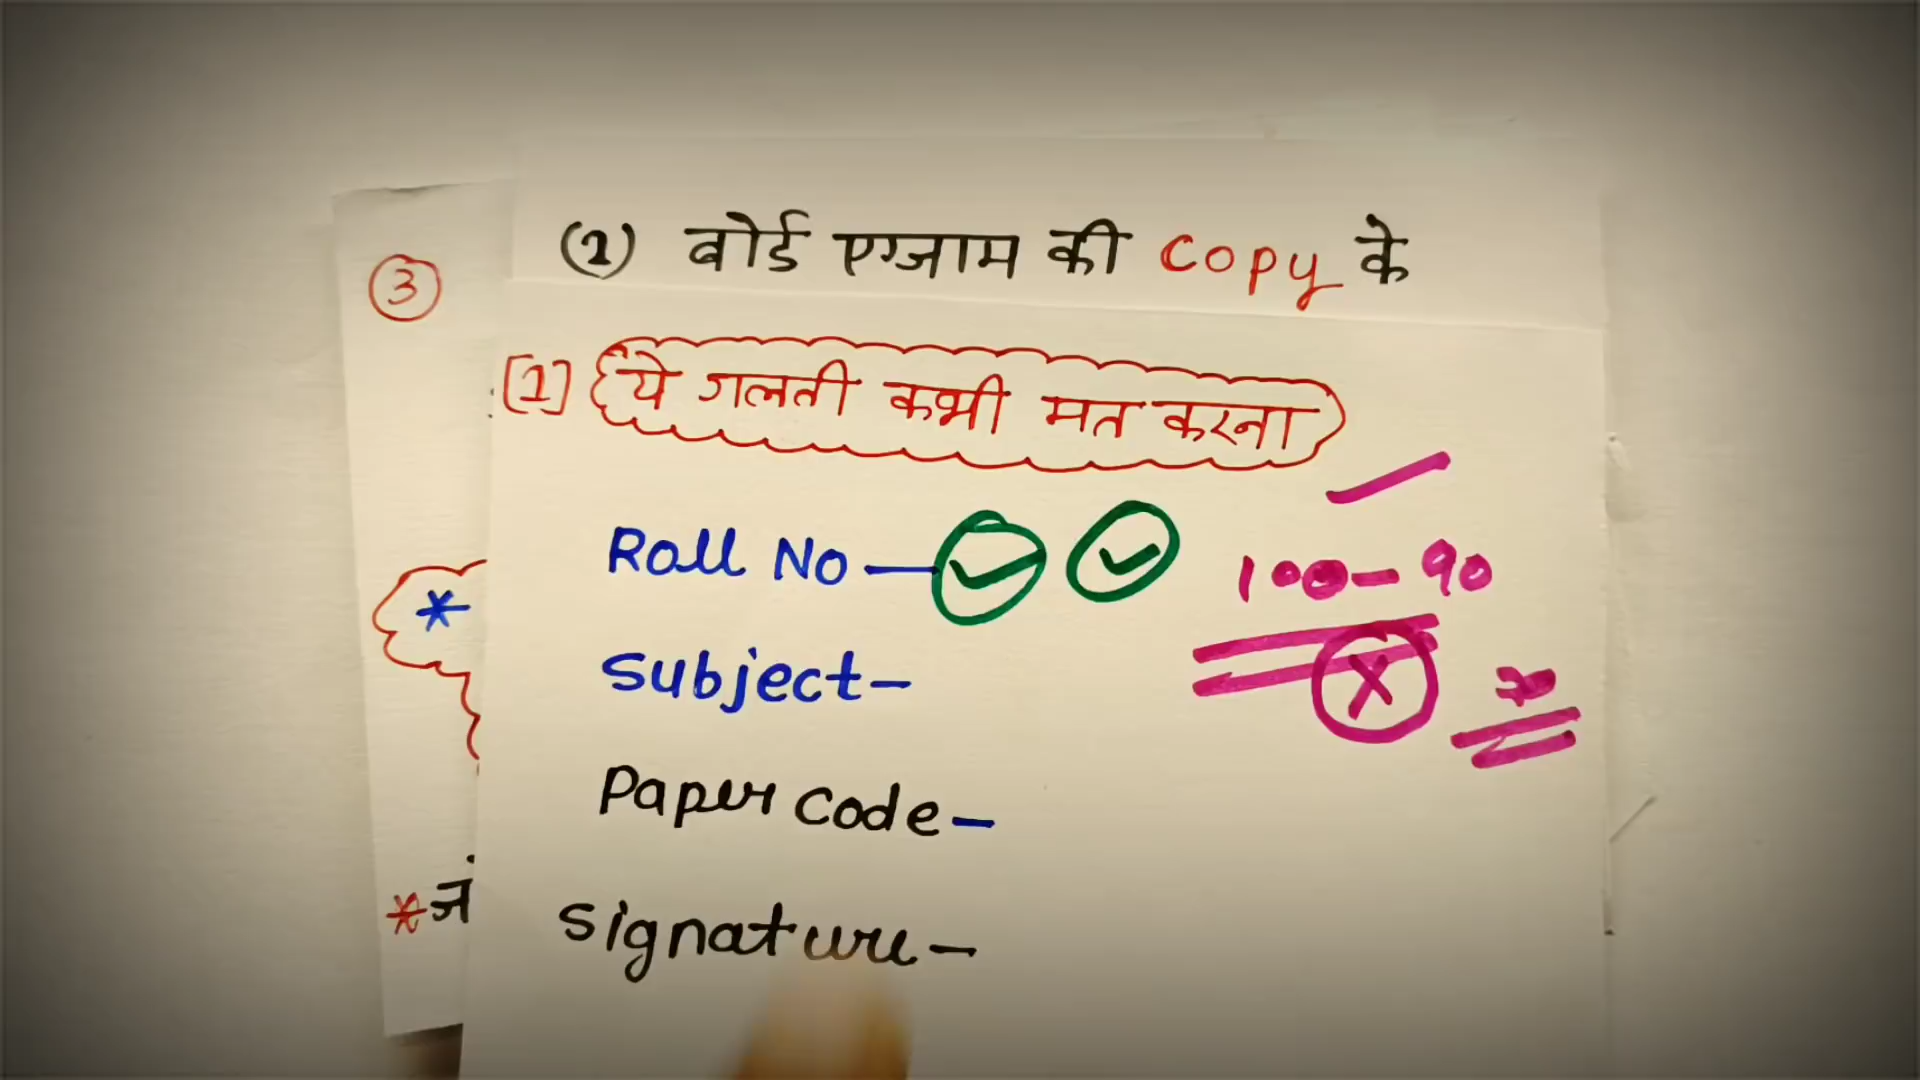 (1) बोर्ड एग्जाम की Copy के
③
[1] ये गलती कभी मत करना
Roll No —
100 - 90
*
Subject -
Paper Code -
* जं
Signature -